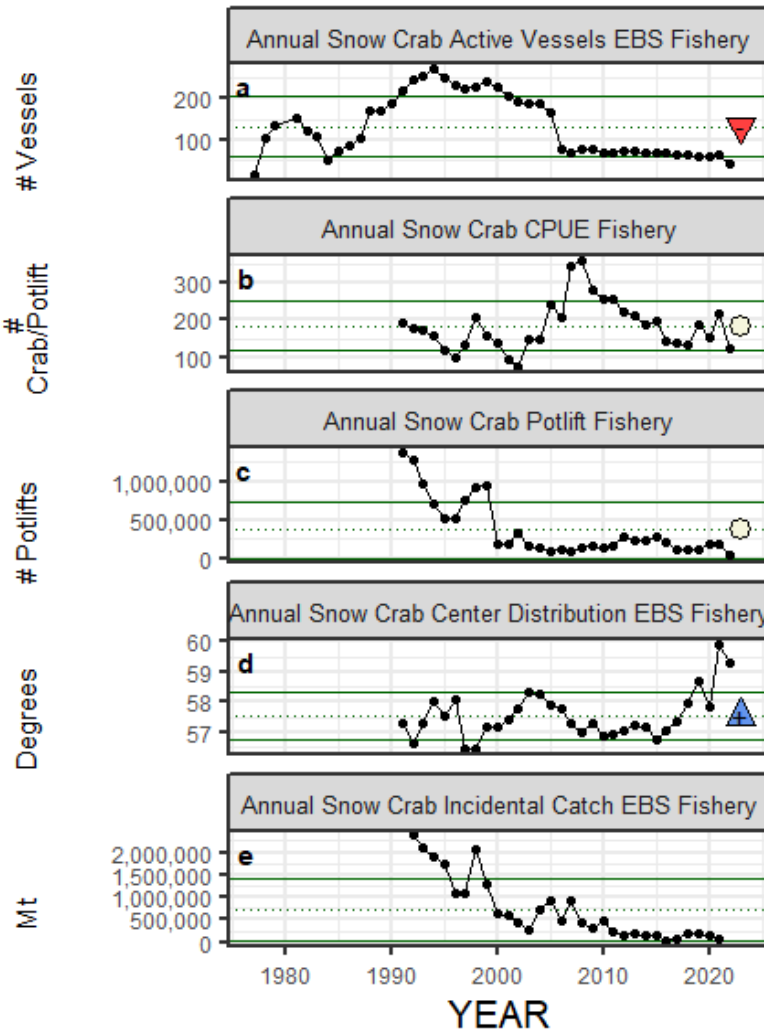 Annual Snow Crab Active Vessels EBS Fishery
# Vessels
a
200
100
-
Annual Snow Crab CPUE Fishery
#
Crab/Potlift
b
300
200
100
Annual Snow Crab Potlift Fishery
# Potlifts
c
1,000,000
500,000
0
Annual Snow Crab Center Distribution EBS Fishery
Degrees
d
60
59
58
57
+
Annual Snow Crab Incidental Catch EBS Fishery
Mt
e
2,000,000
1,500,000
1,000,000
500,000
0
1980 1990 2000 2010 2020
YEAR